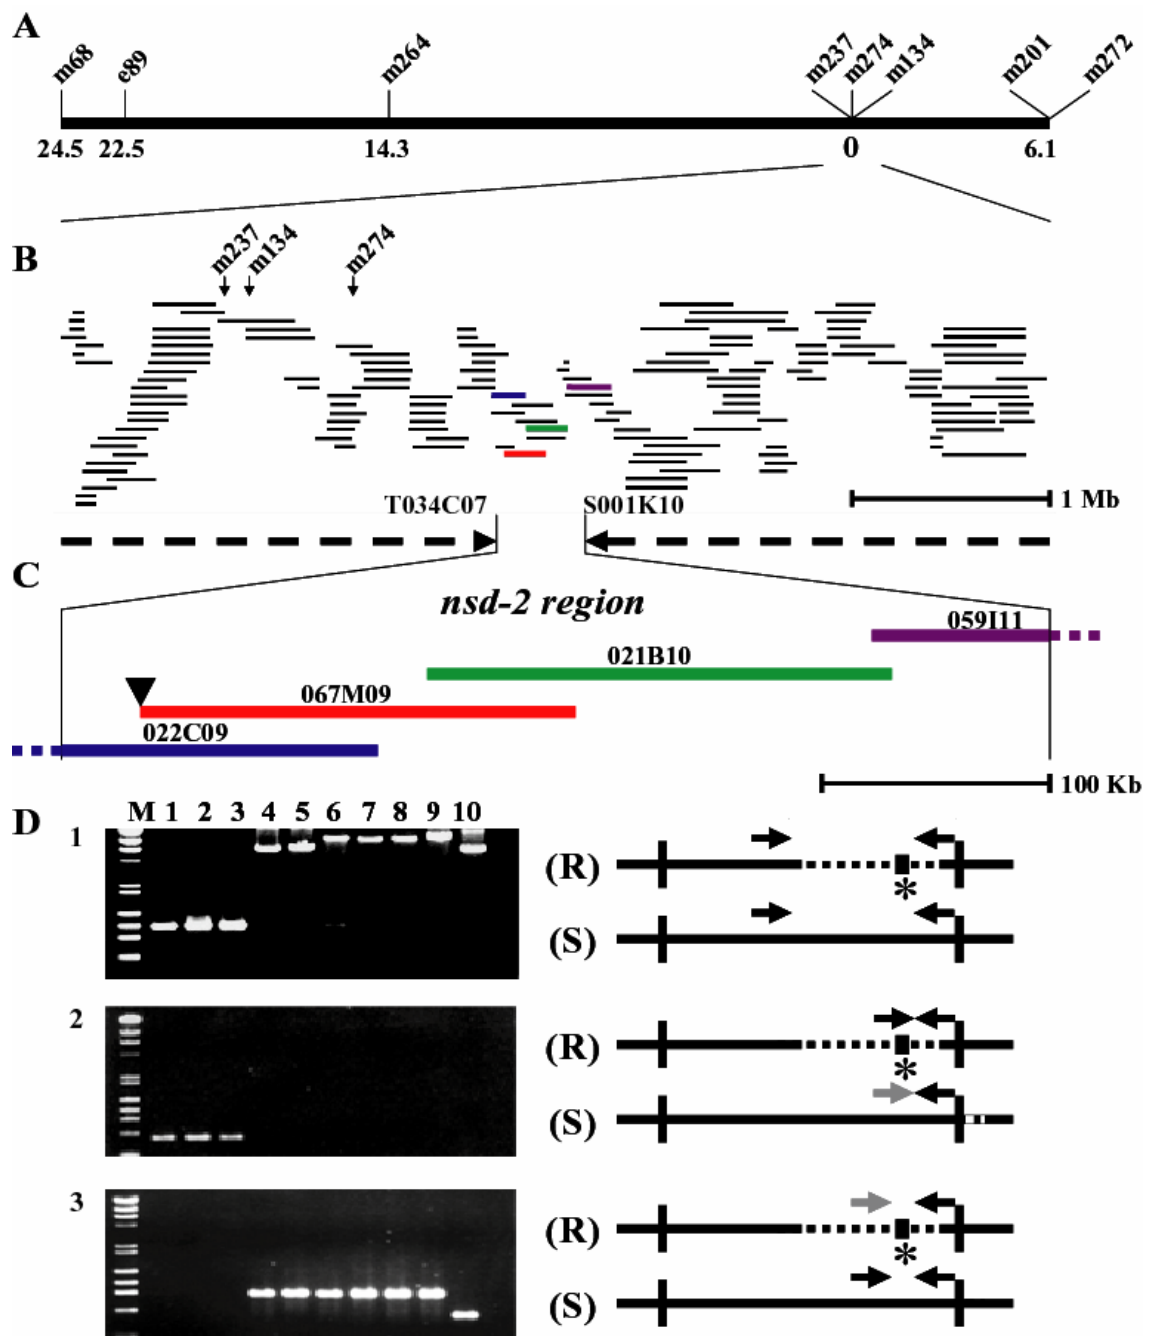 A
m68 e89 m264 m237 m274 m134 m201 m272
24.5 22.5 14.3 0 6.1
B
m237 m134 m274
1 Mb
T034C07 S001K10
C
nsd-2 region
059I11
021B10
067M09
022C09
100 Kb
D
M 1 2 3 4 5 6 7 8 9 10
1
(R)
*
(S)
2
(R)
*
(S)
3
(R)
*
(S)